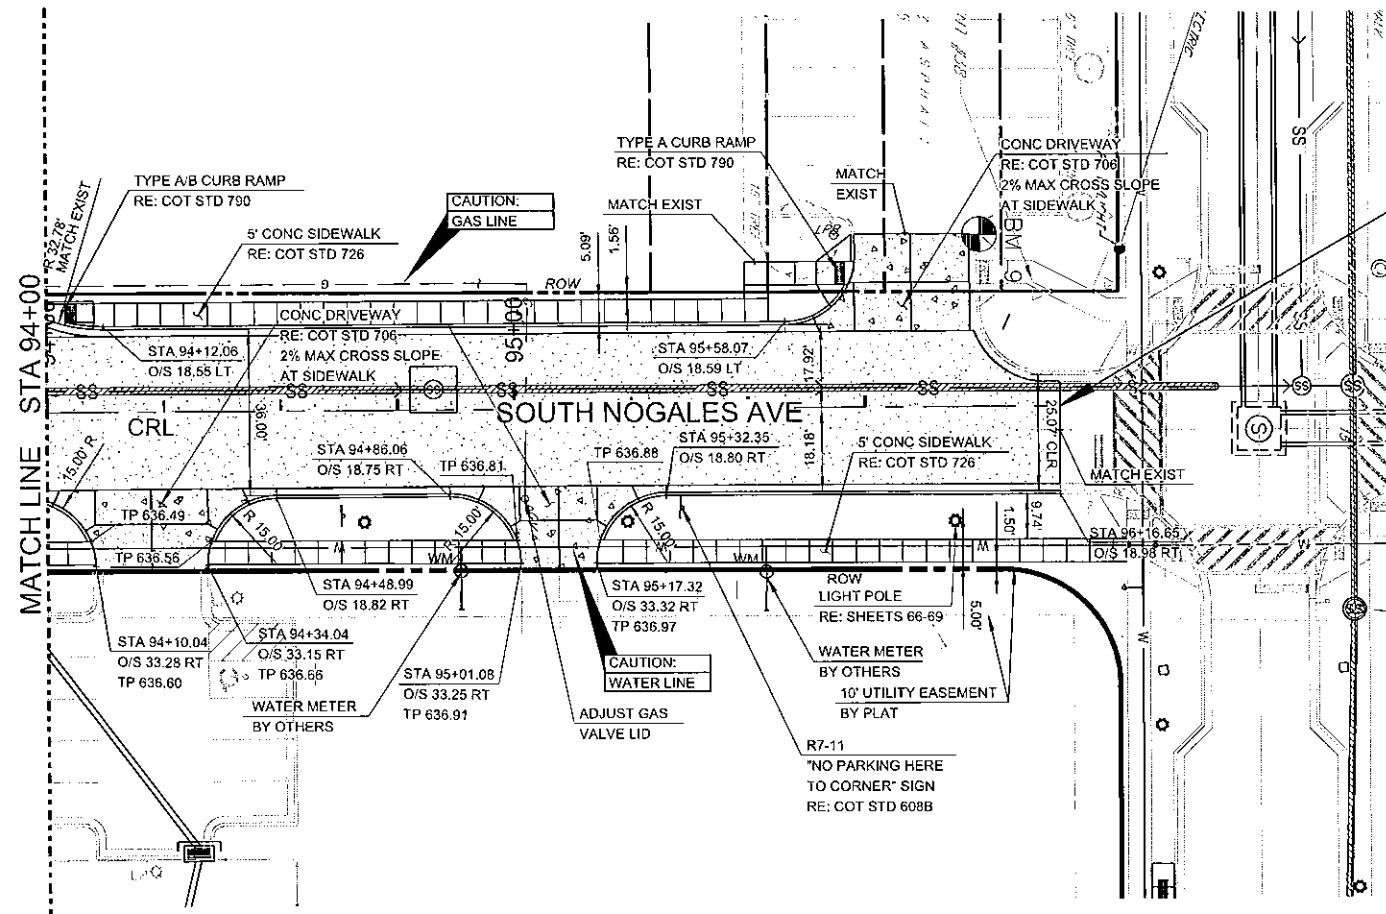 TYPE A CURB RAMP
RE: COT STD 790
MATCH
EXIST
CONC DRIVEWAY
RE: COT STD 706
2% MAX CROSS SLOPE
AT SIDEWALK
TYPE A/B CURB RAMP
RE: COT STD 790
R 32.78'
MATCH EXIST
5' CONC SIDEWALK
RE: COT STD 726
CAUTION:
GAS LINE
MATCH EXIST
5.09'
1.56'
BM 9
LPB
G
ROW
MATCH LINE STA 94+00
CONC DRIVEWAY
RE: COT STD 706
2% MAX CROSS SLOPE
AT SIDEWALK
95+00
STA 94+12.06
O/S 18.55 LT
STA 95+58.07
O/S 18.59 LT
17.92'
SS
SS
SS
SS
SS
SS
SS
SS
SS
S
S
CRL
36.00'
SOUTH NOGALES AVE
18.18'
25.07' CLR
15.00' R
STA 94+86.06
O/S 18.75 RT
TP 636.81
TP 636.88
STA 95+32.35
O/S 18.80 RT
5' CONC SIDEWALK
RE: COT STD 726
MATCH EXIST
TP 636.49
TP 636.56
R 15.00'
R 15.00'
R 15.00'
1.50'
9.74'
STA 96+16.65
O/S 18.98 RT
W
WM
WM
W
W
W
W
STA 94+48.99
O/S 18.82 RT
STA 95+17.32
O/S 33.32 RT
TP 636.97
ROW
LIGHT POLE
RE: SHEETS 66-69
5.00'
STA 94+10.04
O/S 33.28 RT
TP 636.60
STA 94+34.04
O/S 33.15 RT
TP 636.66
STA 95+01.08
O/S 33.25 RT
TP 636.91
CAUTION:
WATER LINE
WATER METER
BY OTHERS
10' UTILITY EASEMENT
BY PLAT
WATER METER
BY OTHERS
ADJUST GAS
VALVE LID
R7-11
"NO PARKING HERE
TO CORNER" SIGN
RE: COT STD 608B